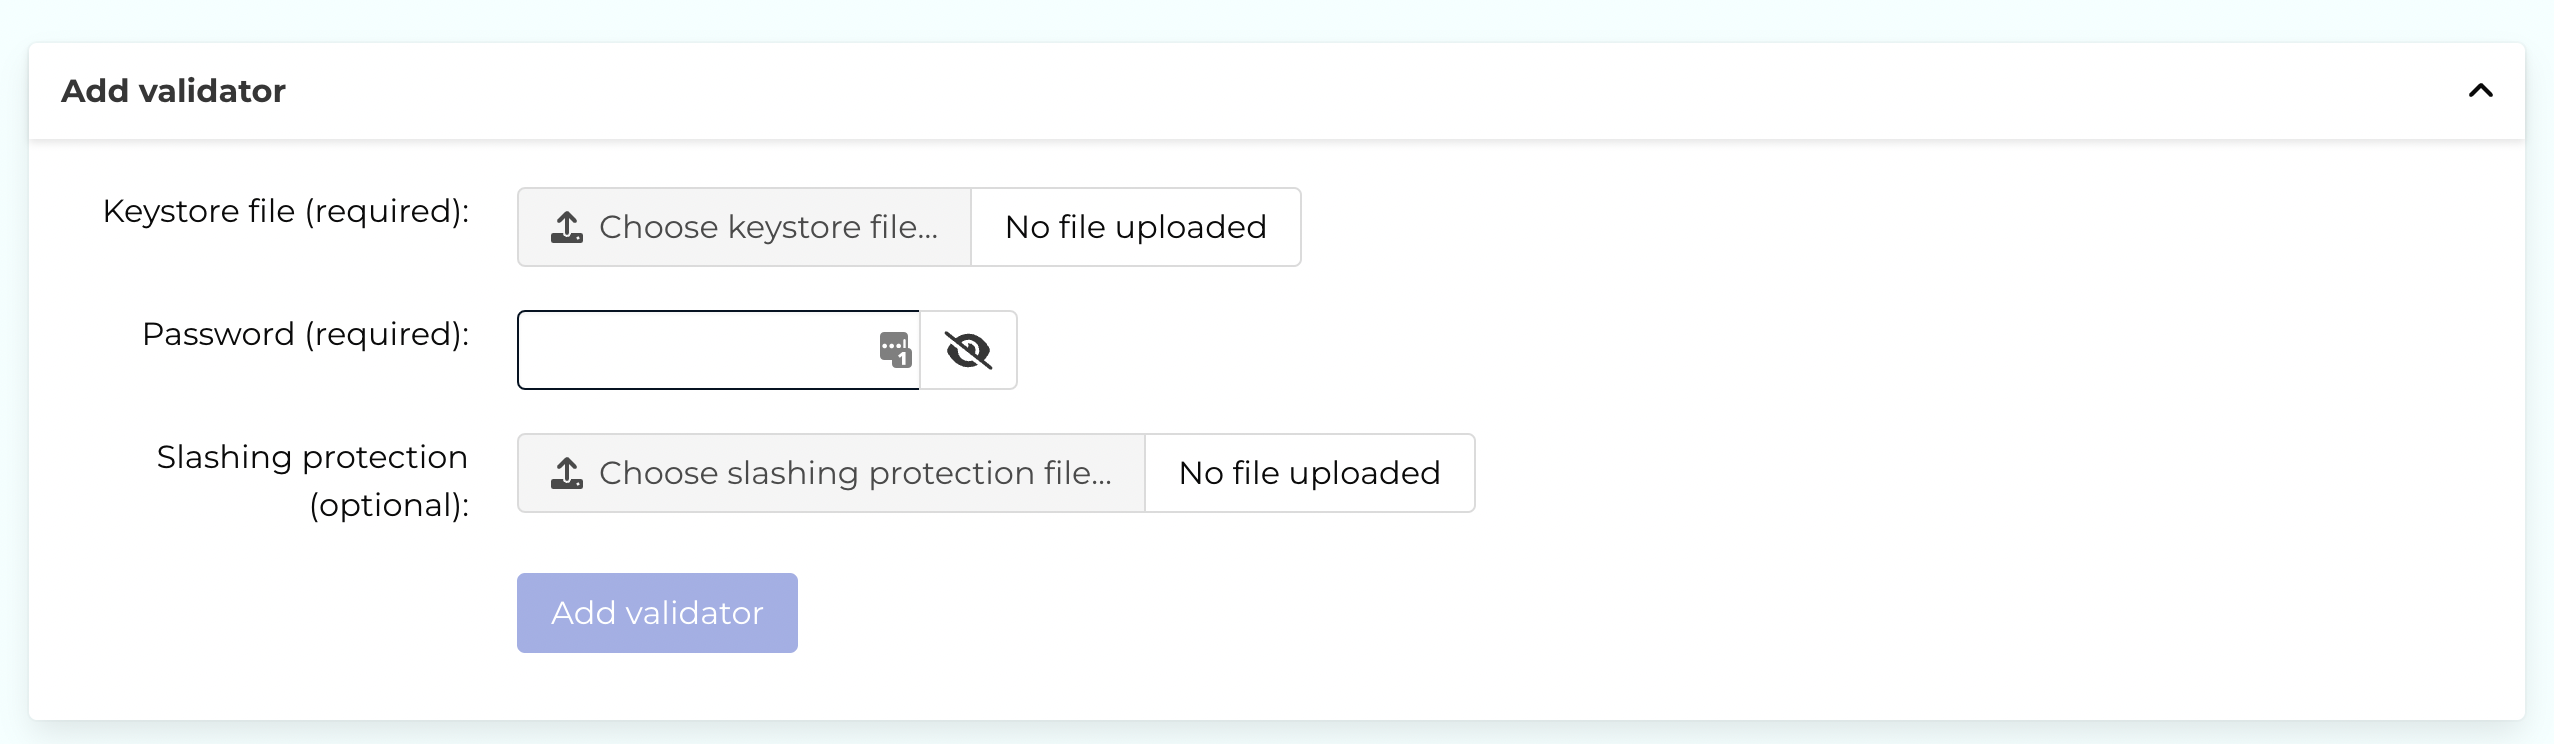 Add validator
Keystore file (required):
Choose keystore file...
No file uploaded
Password (required):
1
Slashing protection
(optional):
Choose slashing protection file...
No file uploaded
Add validator